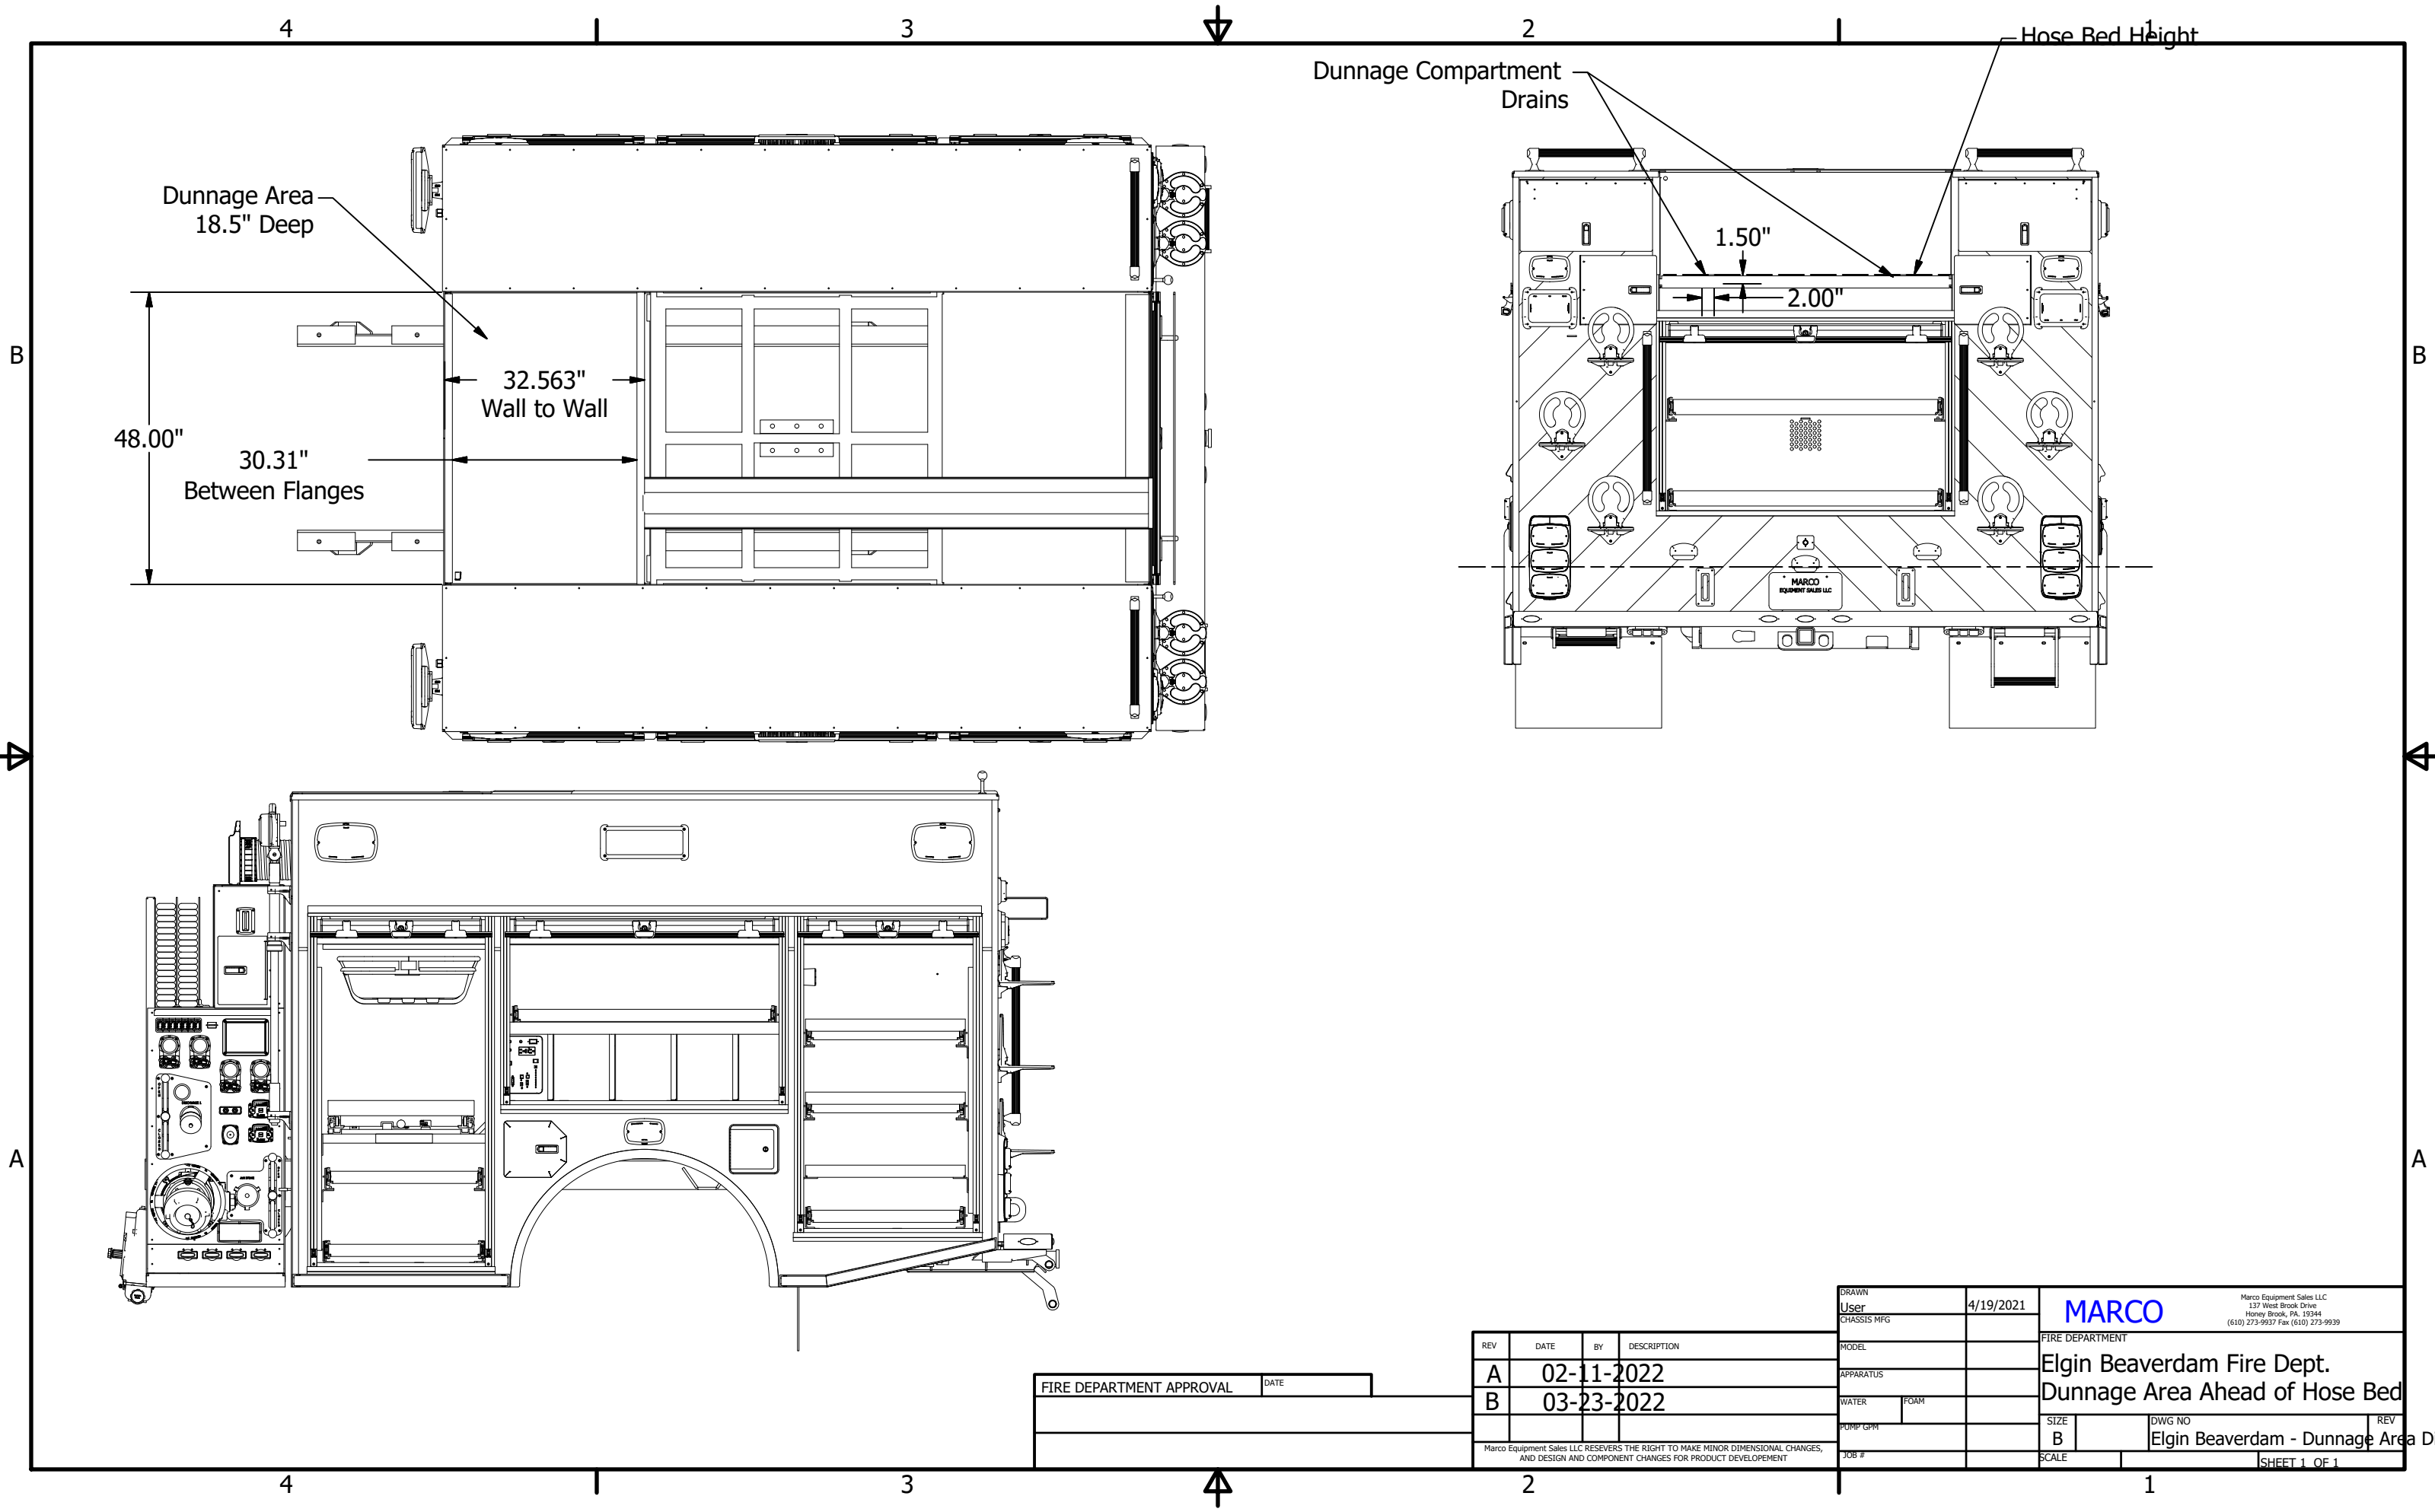 4
3
2
1
Hose Bed Height
Dunnage Compartment
Drains
Dunnage Area
18.5" Deep
1.50"
2.00"
B
B
32.563"
Wall to Wall
48.00"
30.31"
Between Flanges
MARCO
EQUIPMENT SALES LLC
A
A
DRAWN
User
4/19/2021
CHASSIS MFG
MODEL
APPARATUS
WATER
FOAM
PUMP GPM
JOB #
MARCO
Marco Equipment Sales LLC
137 West Brook Drive
Honey Brook, PA. 19344
(610) 273-9937 Fax (610) 273-9939
FIRE DEPARTMENT
Elgin Beaverdam Fire Dept.
Dunnage Area Ahead of Hose Bed
SIZE
B
DWG NO
Elgin Beaverdam - Dunnage Area D
REV
SCALE
SHEET 1 OF 1
REV DATE BY DESCRIPTION
A 02-11-2022
B 03-23-2022
Marco Equipment Sales LLC RESEVERS THE RIGHT TO MAKE MINOR DIMENSIONAL CHANGES,
AND DESIGN AND COMPONENT CHANGES FOR PRODUCT DEVELOPEMENT
FIRE DEPARTMENT APPROVAL
DATE
4
3
2
1